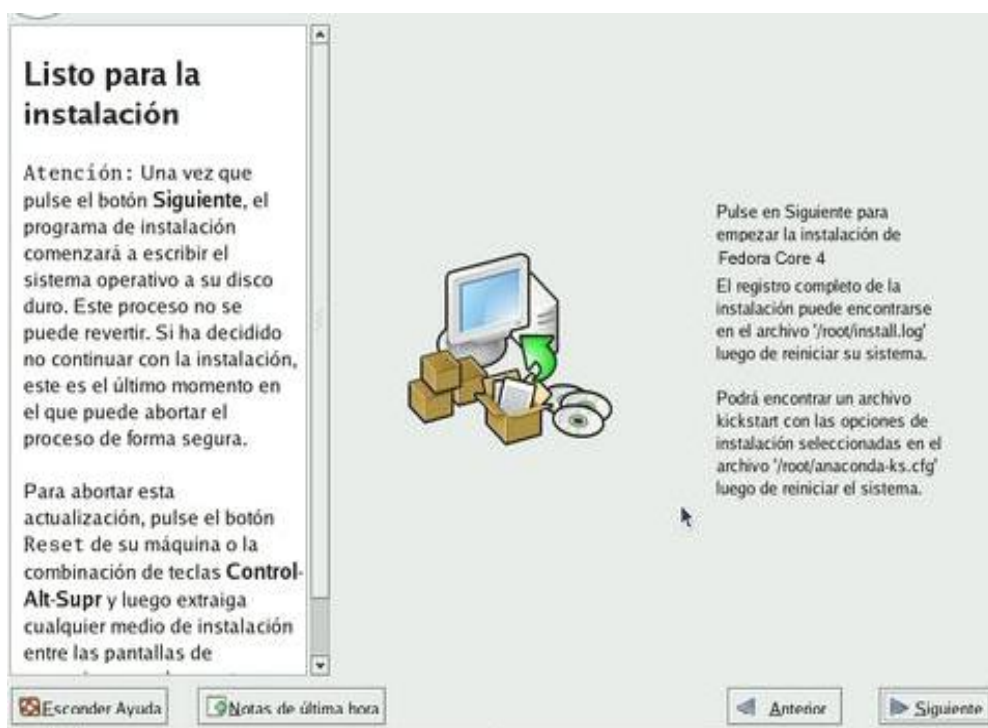 Listo para la
instalación
Atención: Una vez que
pulse el botón Siguiente, el
programa de instalación
comenzará a escribir el
sistema operativo a su disco
duro. Este proceso no se
puede revertir. Si ha decidido
no continuar con la instalación,
este es el último momento en
el que puede abortar el
proceso de forma segura.
Para abortar esta
actualización, pulse el botón
Reset de su máquina o la
combinación de teclas Control-
Alt-Supr y luego extraiga
cualquier medio de instalación
entre las pantallas de
Pulse en Siguiente para
empezar la instalación de
Fedora Core 4
El registro completo de la
instalación puede encontrarse
en el archivo '/root/install.log'
luego de reiniciar su sistema.
Podrá encontrar un archivo
kickstart con las opciones de
instalación seleccionadas en el
archivo '/root/anaconda-ks.cfg'
luego de reiniciar el sistema.
Esconder Ayuda
Notas de última hora
Anterior
Siguiente